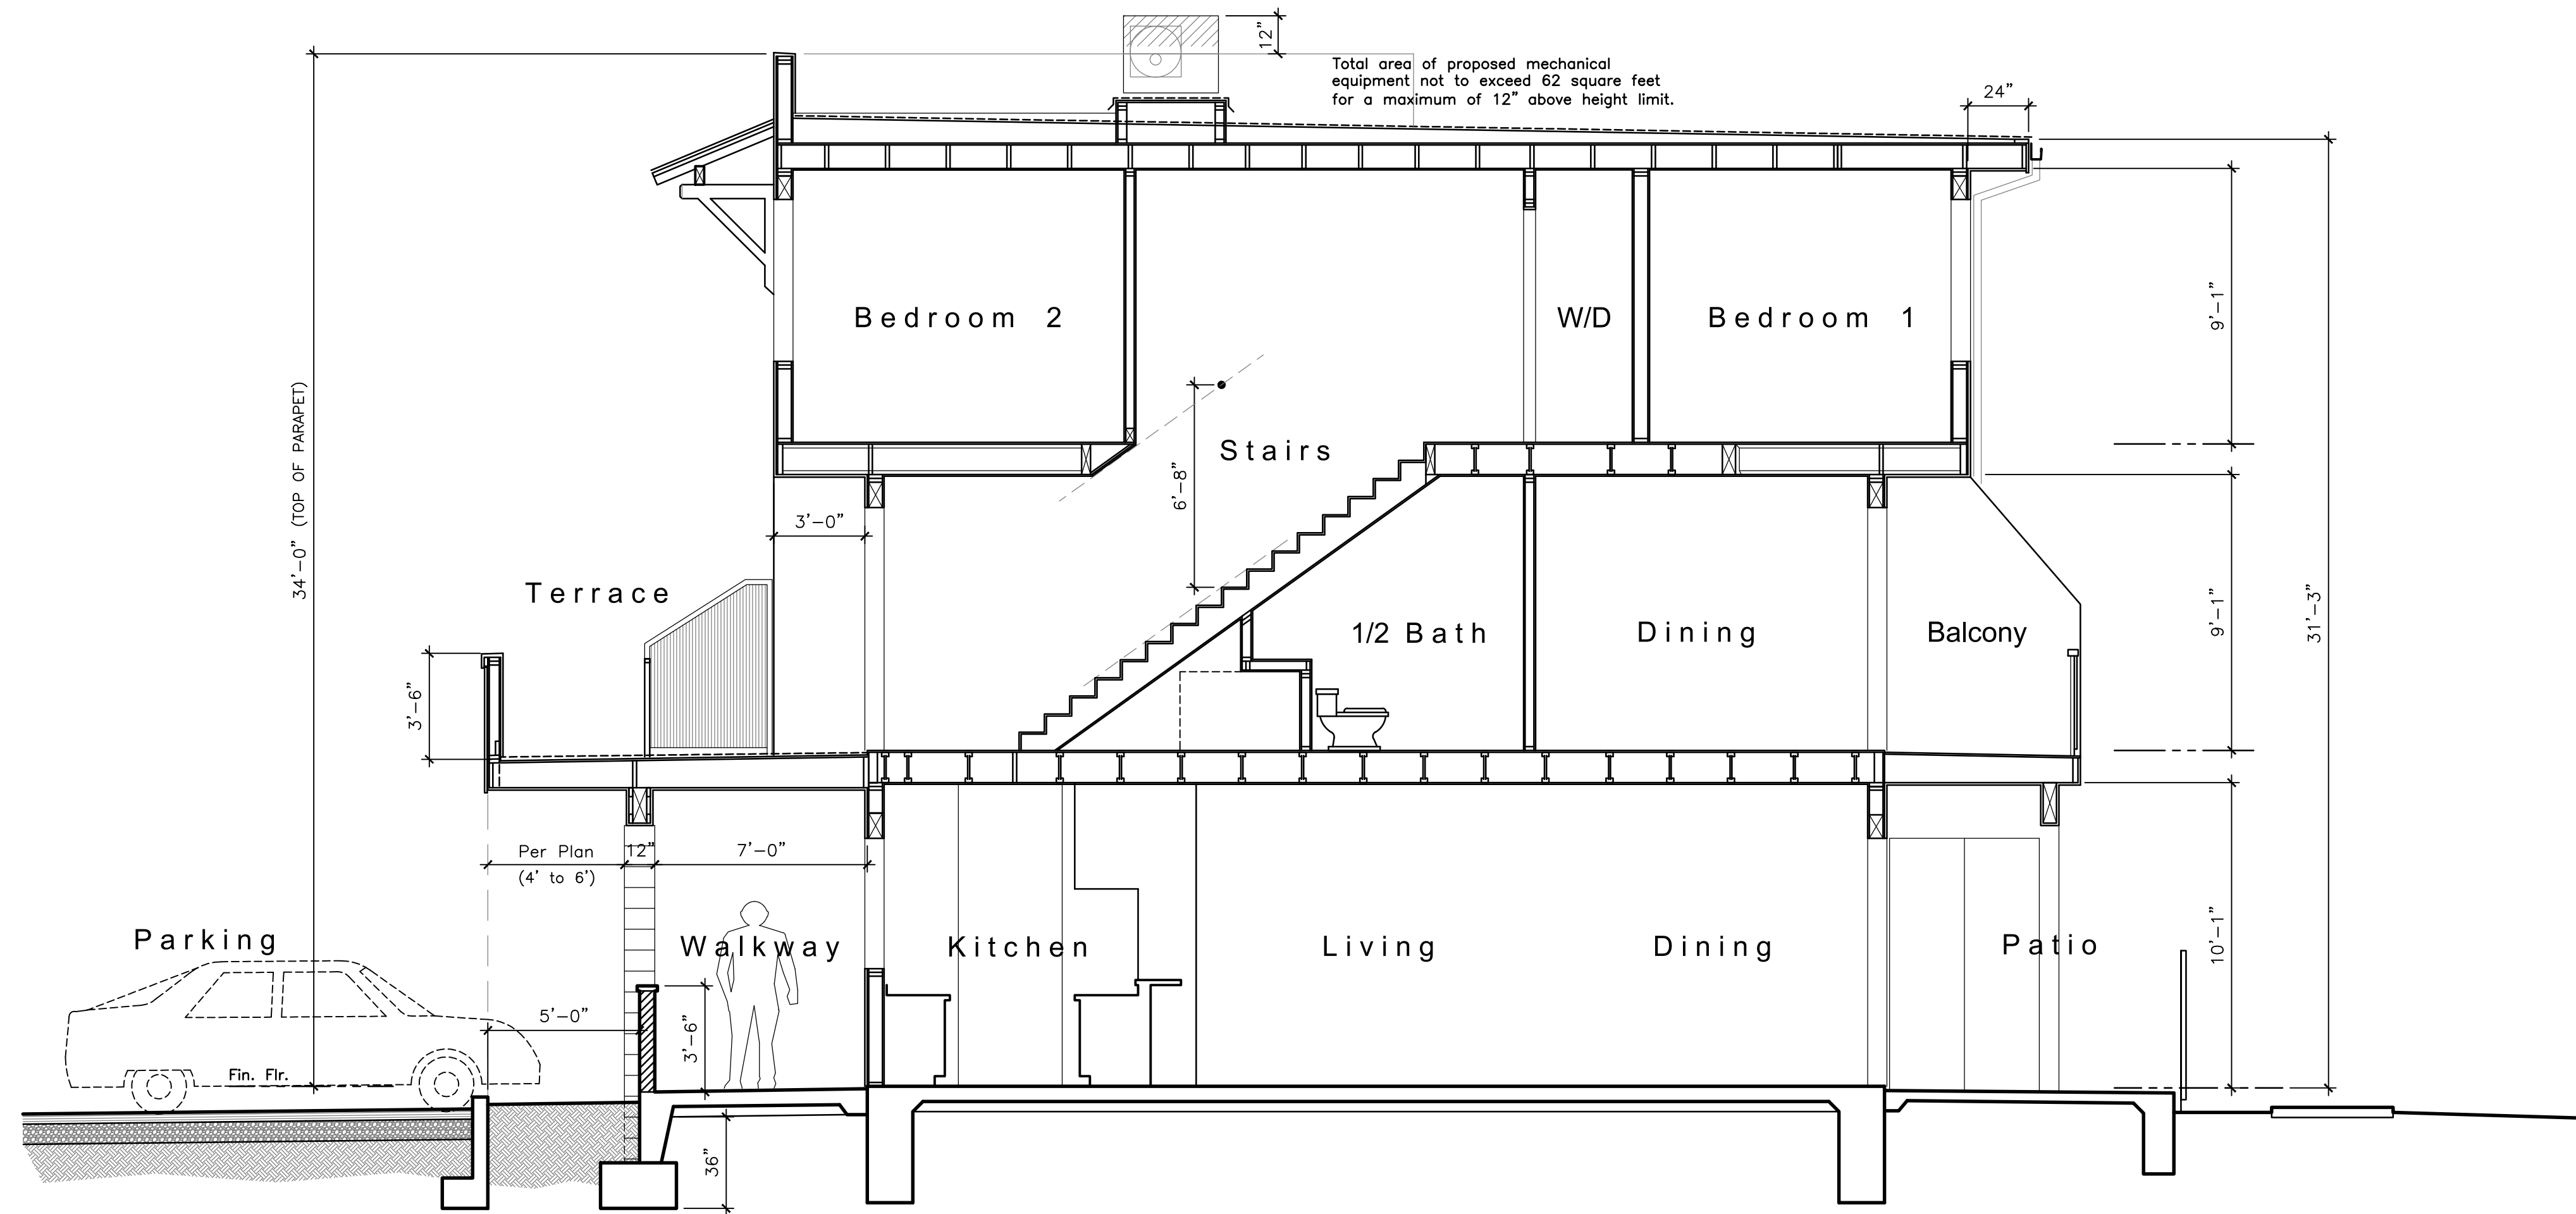 12"
Total area of proposed mechanical
equipment not to exceed 62 square feet
for a maximum of 12" above height limit.
24"
Bedroom 2
W/D
Bedroom 1
9'-1"
34'-0" (TOP OF PARAPET)
Stairs
6'-8"
3'-0"
Terrace
1/2 Bath
Dining
Balcony
9'-1"
31'-3"
3'-6"
Per Plan
(4' to 6')
12"
7'-0"
Parking
Walkway
Kitchen
Living
Dining
Patio
10'-1"
5'-0"
3'-6"
Fin. Flr.
36"